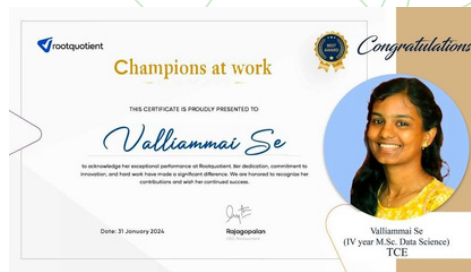 rootquotient
Champions at work
THIS CERTIFICATE IS PROUDLY PRESENTED TO
Valliammai Se
to acknowledge her exceptional performance at Rootquotient. Her dedication, commitment to
innovation, and hard work have made a significant difference. We are honored to recognize her
contributions and wish her continued success.
Date: 31 January 2024
Rajagopalan
BEST
AWARD
Congratulations
Valliammai Se
(IV year M.Sc. Data Science)
TCE